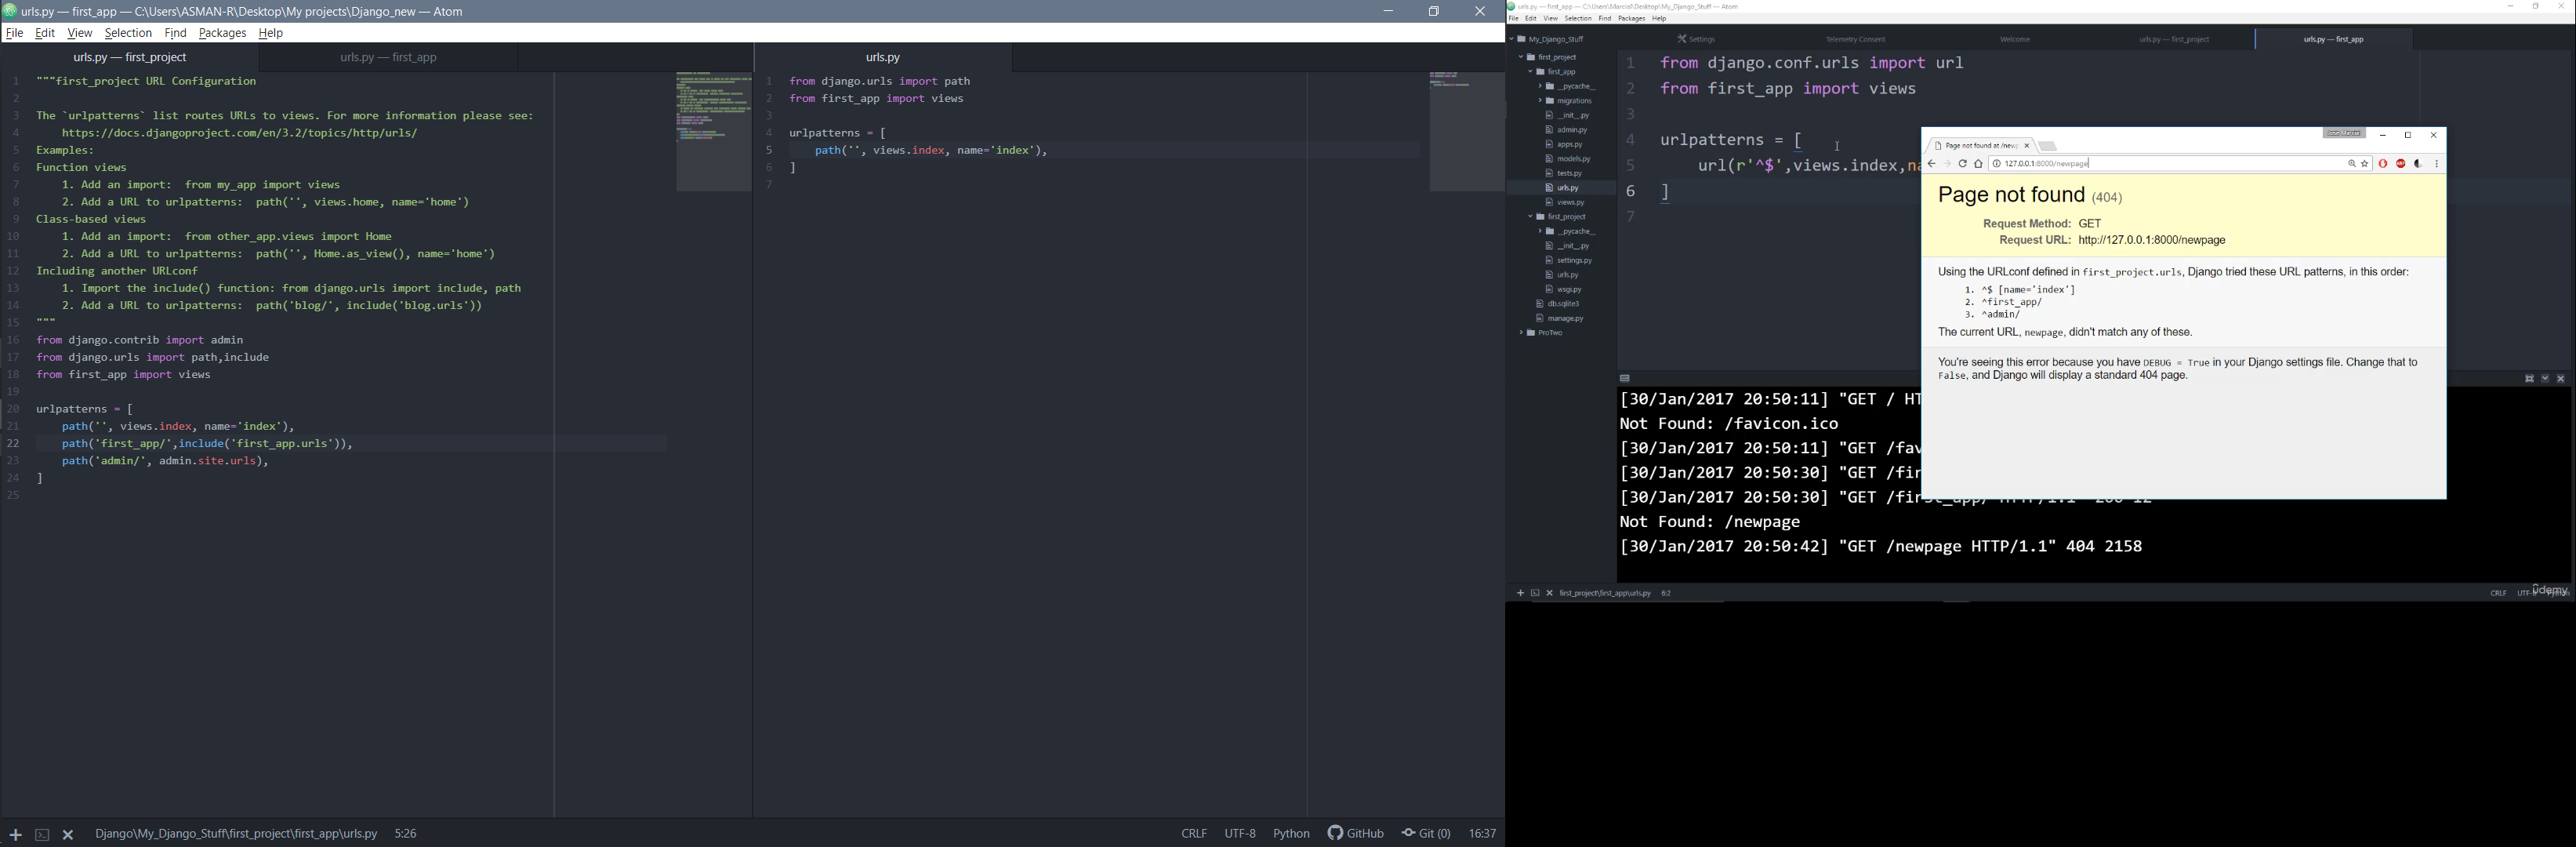 urls.py — first_app — C:\Users\ASMAN-R\Desktop\My projects\Django_new — Atom
File Edit View Selection Find Packages Help
urls.py — first_project
urls.py — first_app
1 """first_project URL Configuration
2
3 The `urlpatterns` list routes URLs to views. For more information please see:
4 https://docs.djangoproject.com/en/3.2/topics/http/urls/
5 Examples:
6 Function views
7 1. Add an import: from my_app import views
8 2. Add a URL to urlpatterns: path('', views.home, name='home')
9 Class-based views
10 1. Add an import: from other_app.views import Home
11 2. Add a URL to urlpatterns: path('', Home.as_view(), name='home')
12 Including another URLconf
13 1. Import the include() function: from django.urls import include, path
14 2. Add a URL to urlpatterns: path('blog/', include('blog.urls'))
15 """
16 from django.contrib import admin
17 from django.urls import path,include
18 from first_app import views
19
20 urlpatterns = [
21 path('', views.index, name='index'),
22 path('first_app/',include('first_app.urls')),
23 path('admin/', admin.site.urls),
24 ]
25
urls.py
1 from django.urls import path
2 from first_app import views
3
4 urlpatterns = [
5 path('', views.index, name='index'),
6 ]
7
Django\My_Django_Stuff\first_project\first_app\urls.py 5:26
CRLF UTF-8 Python GitHub Git (0) 16:37
urls.py — first_app — C:\Users\Marcial\Desktop\My_Django_Stuff — Atom
File Edit View Selection Find Packages Help
My_Django_Stuff
first_project
first_app
__pycache__
migrations
__init__.py
admin.py
apps.py
models.py
tests.py
urls.py
views.py
first_project
__pycache__
__init__.py
settings.py
urls.py
wsgi.py
db.sqlite3
manage.py
ProTwo
Settings
Telemetry Consent
Welcome
urls.py — first_project
urls.py — first_app
1 from django.conf.urls import url
2 from first_app import views
3
4 urlpatterns = [
5 url(r'^$',views.index,na
6 ]
7
Jose Marcial
Page not found at /newp
127.0.0.1:8000/newpage
Page not found (404)
Request Method: GET
Request URL: http://127.0.0.1:8000/newpage
Using the URLconf defined in first_project.urls, Django tried these URL patterns, in this order:
1. ^$ [name='index']
2. ^first_app/
3. ^admin/
The current URL, newpage, didn't match any of these.
You're seeing this error because you have DEBUG = True in your Django settings file. Change that to
False, and Django will display a standard 404 page.
[30/Jan/2017 20:50:11] "GET / HT
Not Found: /favicon.ico
[30/Jan/2017 20:50:11] "GET /fav
[30/Jan/2017 20:50:30] "GET /fir
[30/Jan/2017 20:50:30] "GET /first_app/ HTTP/1.1" 200 12
Not Found: /newpage
[30/Jan/2017 20:50:42] "GET /newpage HTTP/1.1" 404 2158
first_project\first_app\urls.py 6:2
CRLF UTF-8 Python
ûdemy